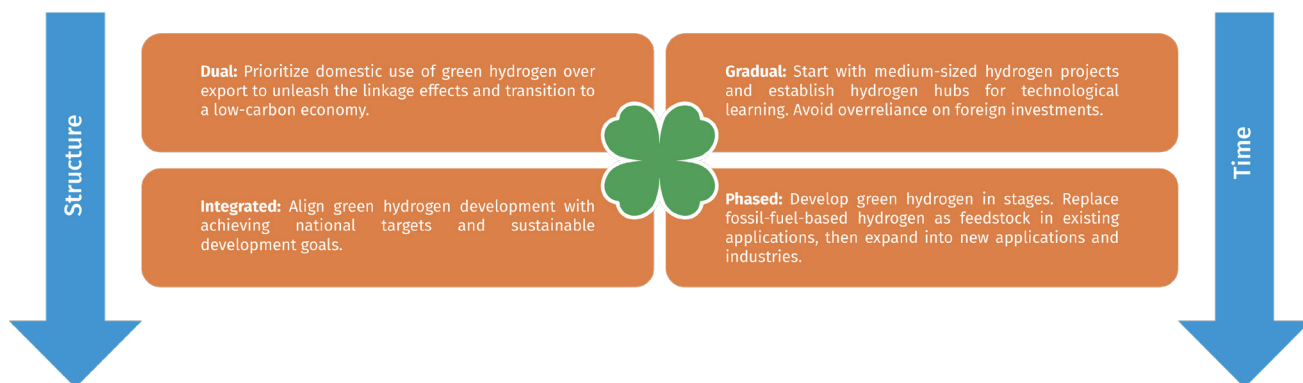 Structure
Dual: Prioritize domestic use of green hydrogen over
export to unleash the linkage effects and transition to
a low-carbon economy.
Gradual: Start with medium-sized hydrogen projects
and establish hydrogen hubs for technological
learning. Avoid overreliance on foreign investments.
Integrated: Align green hydrogen development with
achieving national targets and sustainable
development goals.
Phased: Develop green hydrogen in stages. Replace
fossil-fuel-based hydrogen as feedstock in existing
applications, then expand into new applications and
industries.
Time